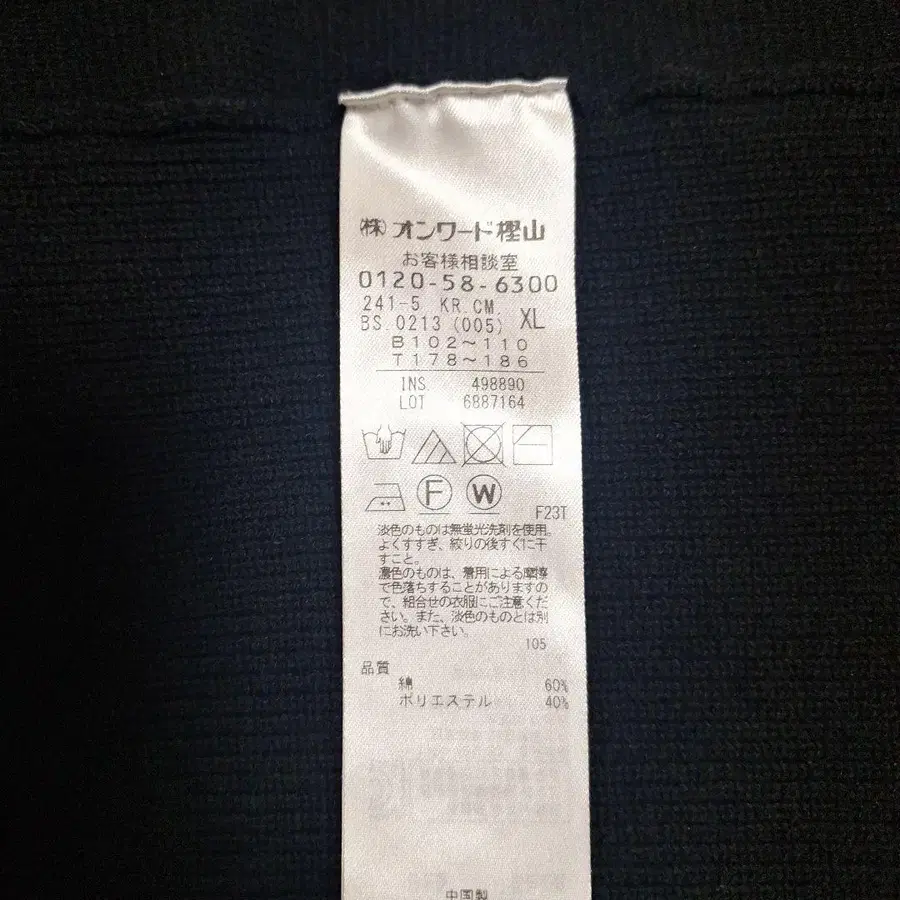 (株)オンワード樫山
お客様相談室
0120-58-6300
241-5 KR.CM.
BS.0213(005) XL
B102~110
T178~186
INS 498890
LOT 6887164
F W
F23T
淡色のものは無蛍光洗剤を使用。
よくすすぎ、絞りの後すぐに干
すこと。
濃色のものは、着用による摩擦
で色落ちすることがありますの
で、組合せの衣服にご注意くだ
さい。また、淡色のものとは別
にお洗い下さい。
105
品質
綿 60%
ポリエステル 40%
中国製